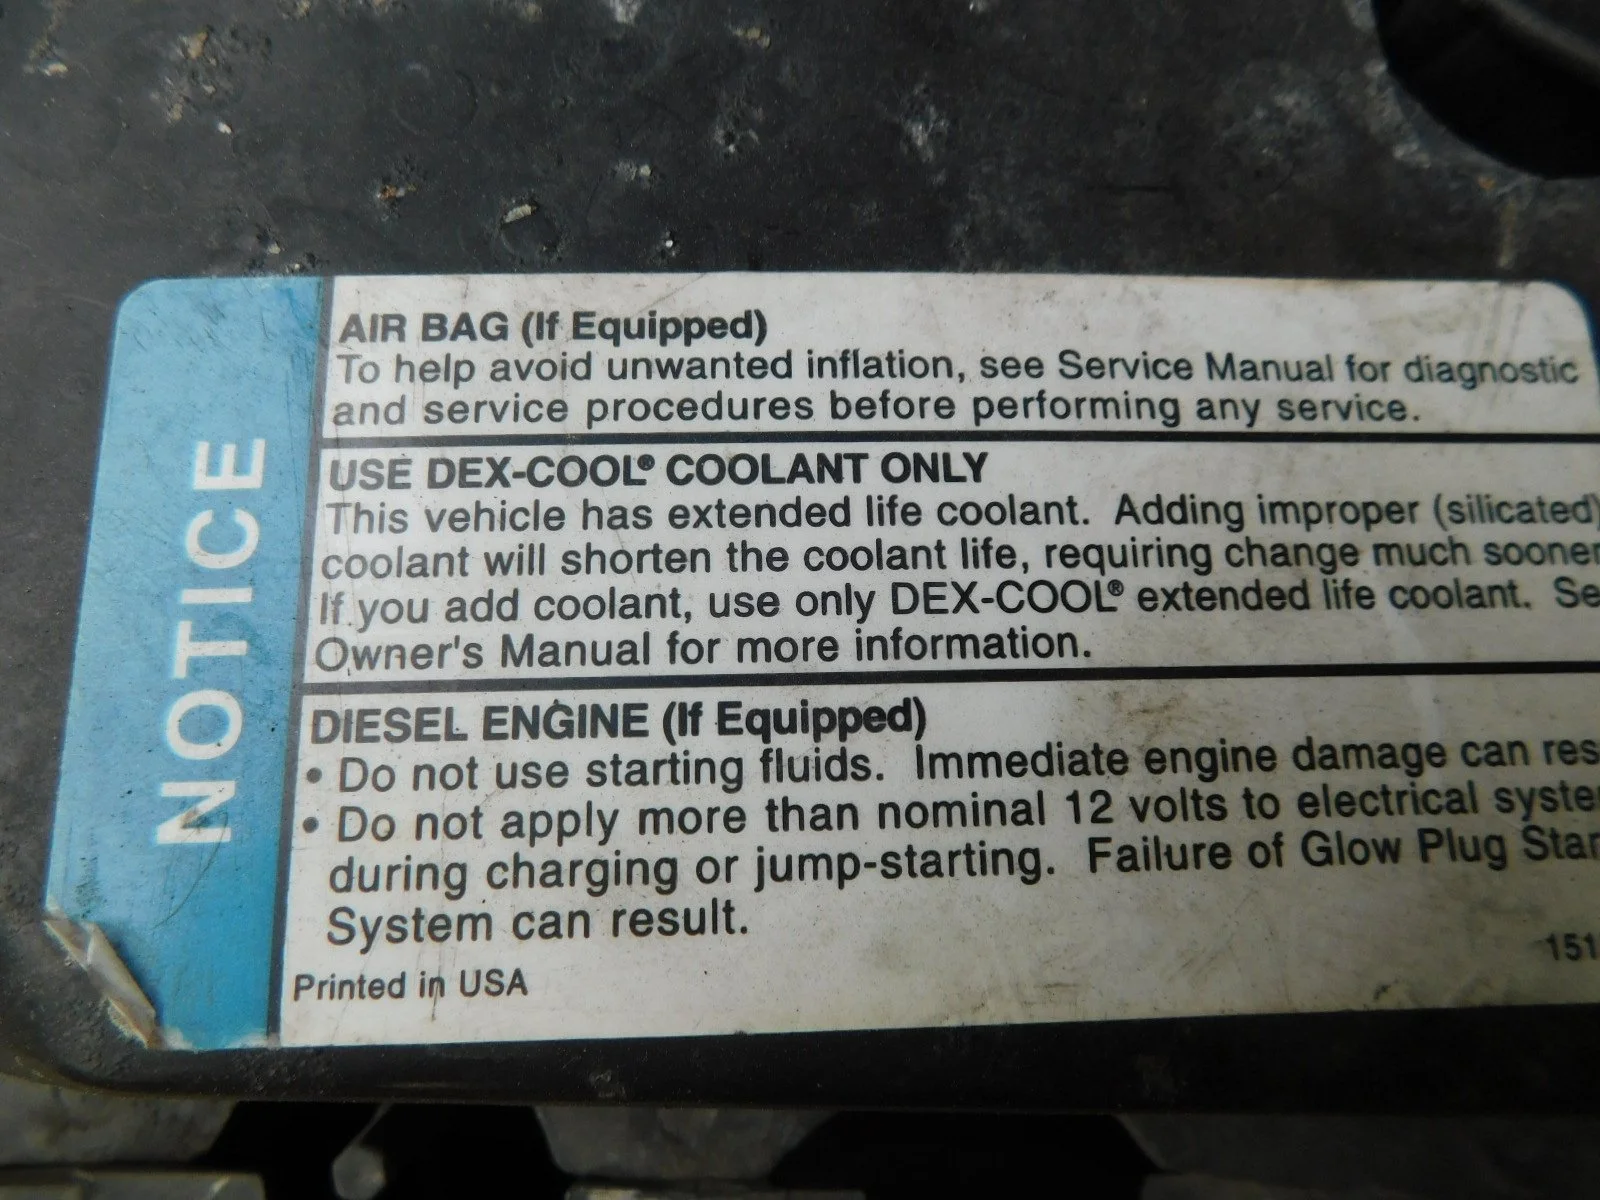 NOTICE
AIR BAG (If Equipped)
To help avoid unwanted inflation, see Service Manual for diagnostic
and service procedures before performing any service.
USE DEX-COOL® COOLANT ONLY
This vehicle has extended life coolant. Adding improper (silicated)
coolant will shorten the coolant life, requiring change much sooner
If you add coolant, use only DEX-COOL® extended life coolant. Se
Owner's Manual for more information.
DIESEL ENGINE (If Equipped)
• Do not use starting fluids. Immediate engine damage can res
• Do not apply more than nominal 12 volts to electrical syste
during charging or jump-starting. Failure of Glow Plug Star
System can result.
151
Printed in USA